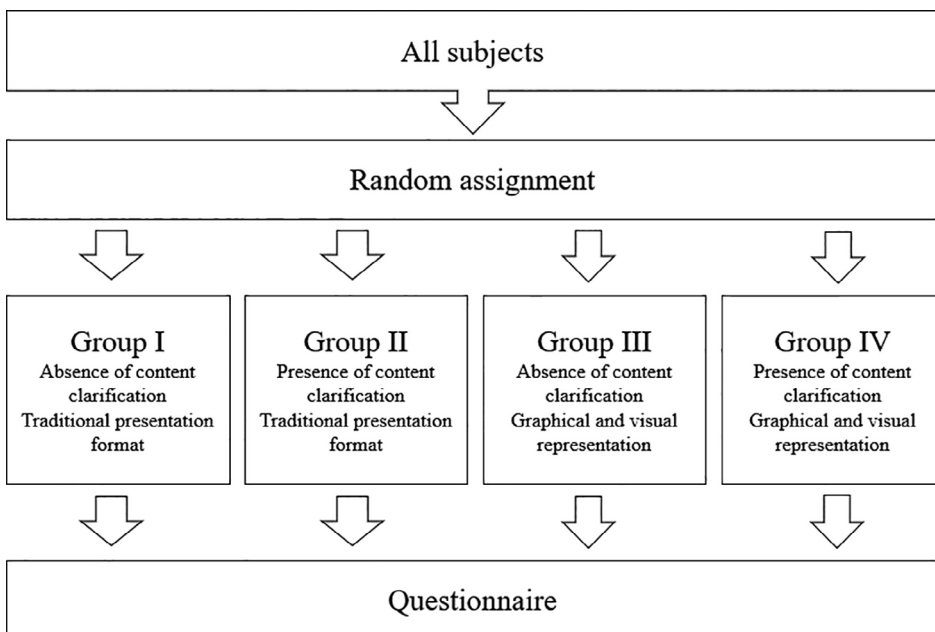 All subjects
Random assignment
Group I
Absence of content
clarification
Traditional presentation
format
Group II
Presence of content
clarification
Traditional presentation
format
Group III
Absence of content
clarification
Graphical and visual
representation
Group IV
Presence of content
clarification
Graphical and visual
representation
Questionnaire